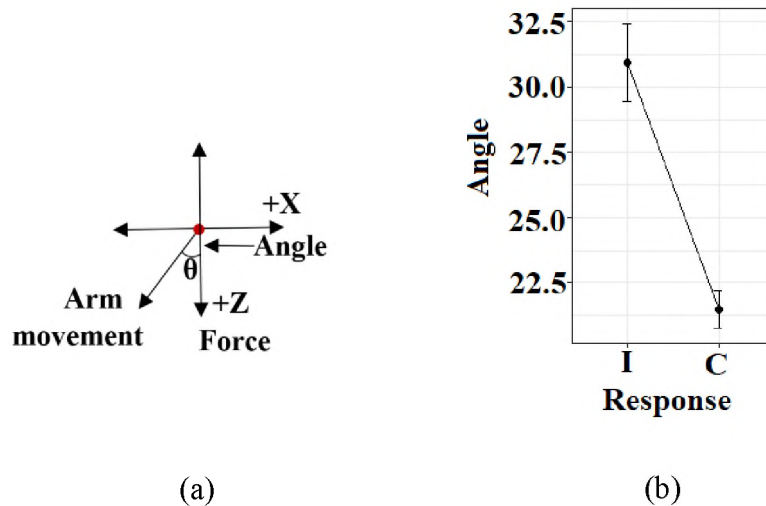 +X
Angle
θ
Arm
movement
+Z
Force
(a)
32.5
30.0
27.5
25.0
22.5
Angle
I
C
Response
(b)